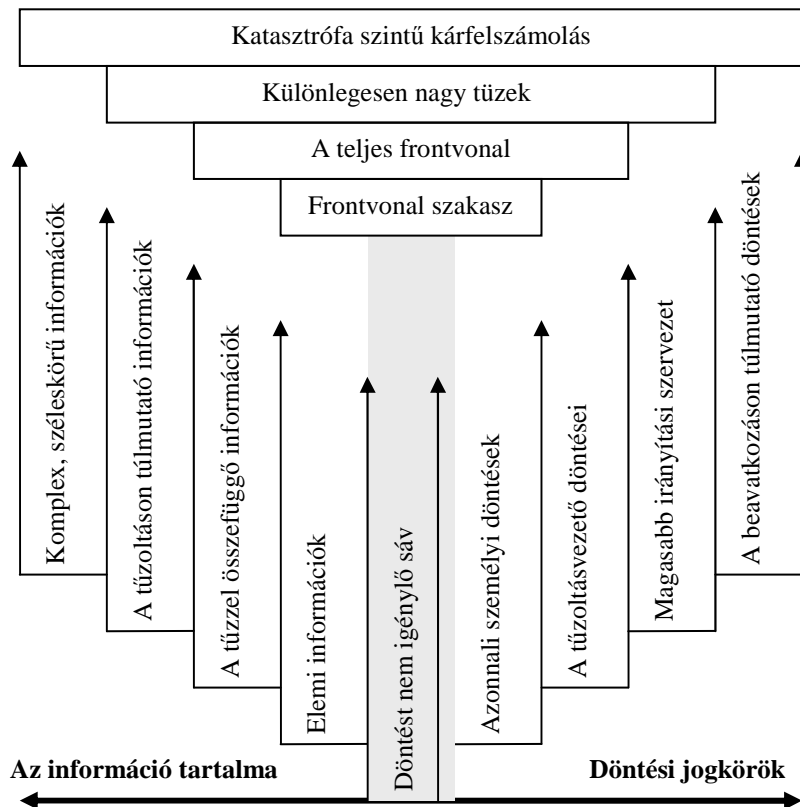 Katasztrófa szintű kárfelszámolás
Különlegesen nagy tüzek
A teljes frontvonal
Frontvonal szakasz
Komplex, széleskörű információk
A tűzoltáson túlmutató információk
A tűzzel összefüggő információk
Elemi információk
Döntést nem igénylő sáv
Azonnali személyi döntések
A tűzoltásvezető döntései
Magasabb irányítási szervezet
A beavatkozáson túlmutató döntések
Az információ tartalma
Döntési jogkörök